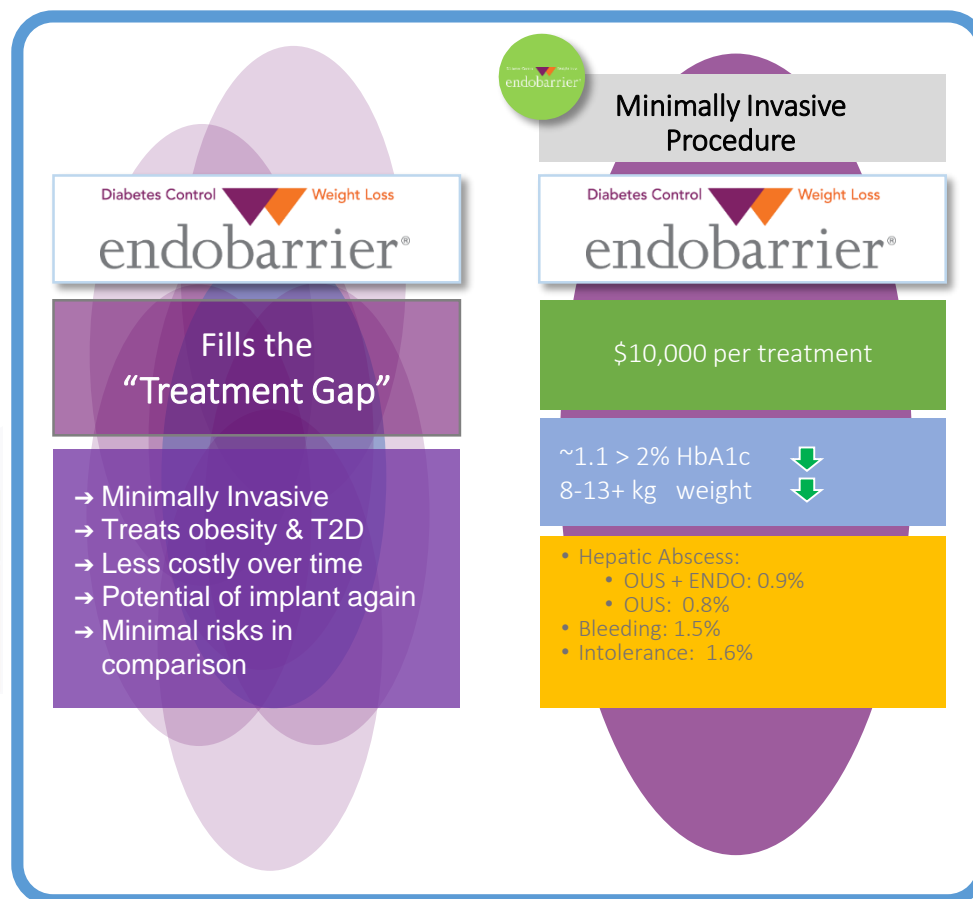 Diabetes Control Weight Loss
endobarrier®
Fills the
“Treatment Gap”
→ Minimally Invasive
→ Treats obesity & T2D
→ Less costly over time
→ Potential of implant again
→ Minimal risks in
comparison
endobarrier®
Minimally Invasive
Procedure
Diabetes Control Weight Loss
endobarrier®
$10,000 per treatment
~1.1 > 2% HbA1c
8-13+ kg weight
• Hepatic Abscess:
• OUS + ENDO: 0.9%
• OUS: 0.8%
• Bleeding: 1.5%
• Intolerance: 1.6%